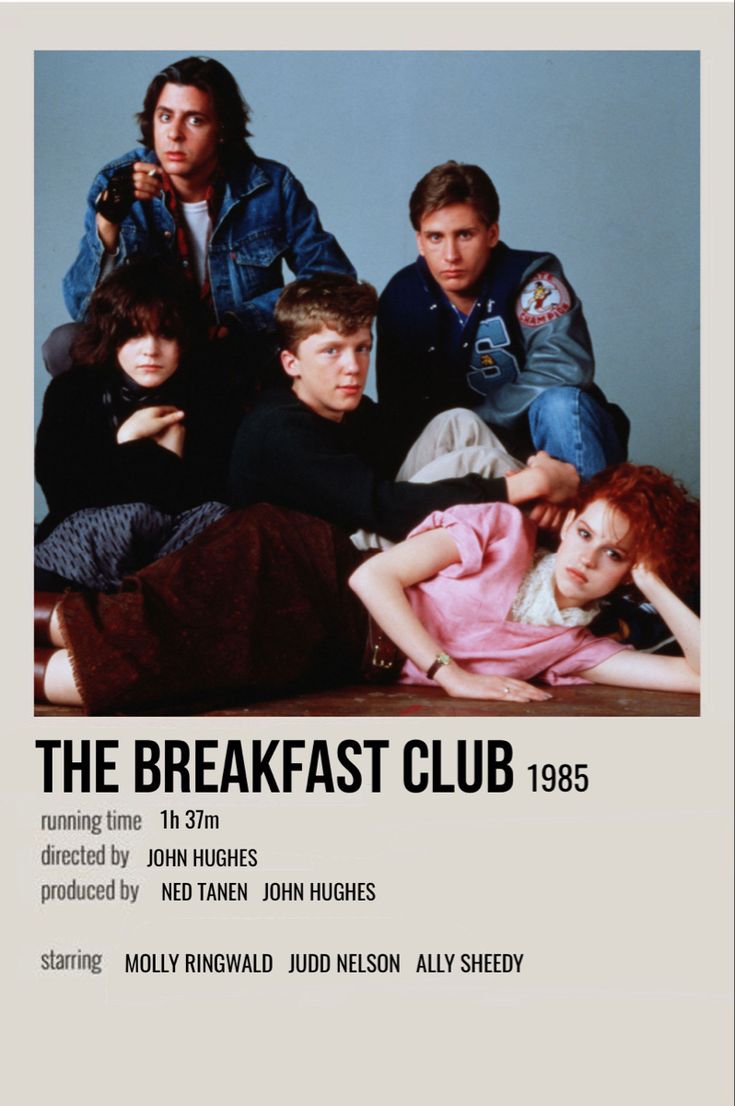 THE BREAKFAST CLUB 1985
running time 1h 37m
directed by JOHN HUGHES
produced by NED TANEN JOHN HUGHES
starring MOLLY RINGWALD JUDD NELSON ALLY SHEEDY
S
CHAMPION